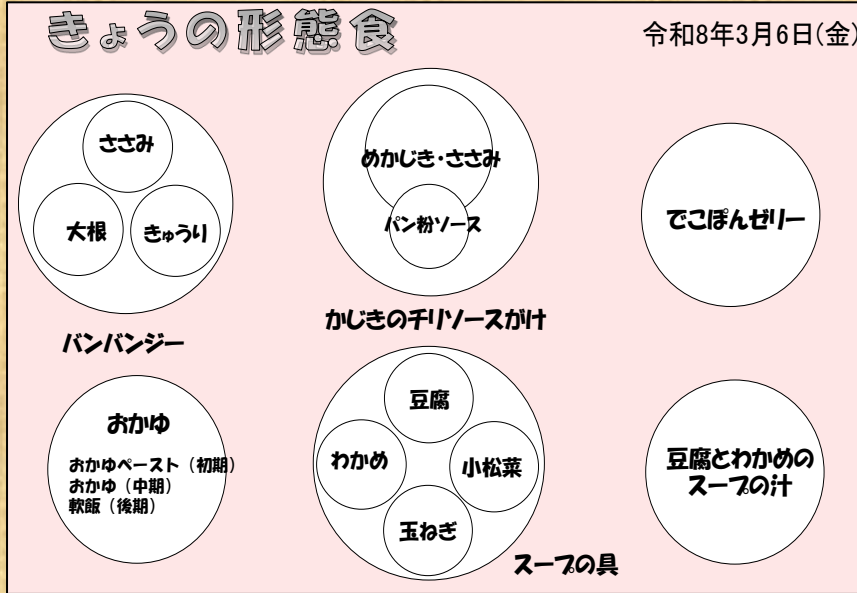 きょうの形態食
令和8年3月6日(金)
ささみ
大根
きゅうり
バンバンジー
めかじき・ささみ
パン粉ソース
かじきのチリソースがけ
でこぽんゼリー
おかゆ
おかゆペースト（初期）
おかゆ（中期）
軟飯（後期）
豆腐
わかめ
小松菜
玉ねぎ
スープの具
豆腐とわかめの
スープの汁